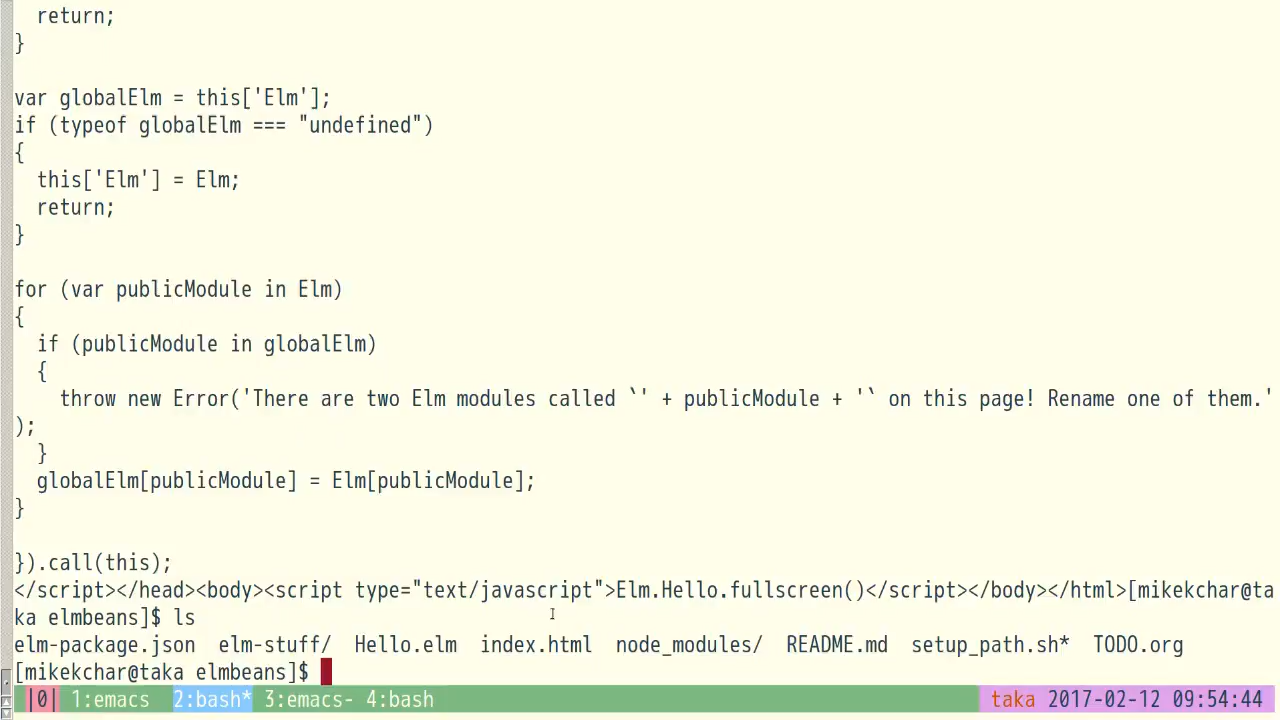 return;
}
var globalElm = this['Elm'];
if (typeof globalElm === "undefined")
{
this['Elm'] = Elm;
return;
}
for (var publicModule in Elm)
{
if (publicModule in globalElm)
{
throw new Error('There are two Elm modules called `' + publicModule + '` on this page! Rename one of them.'
);
}
globalElm[publicModule] = Elm[publicModule];
}
}).call(this);
</script></head><body><script type="text/javascript">Elm.Hello.fullscreen()</script></body></html>[mikekchar@ta
ka elmbeans]$ ls
elm-package.json elm-stuff/ Hello.elm index.html node_modules/ README.md setup_path.sh* TODO.org
[mikekchar@taka elmbeans]$
|0| 1:emacs 2:bash* 3:emacs- 4:bash taka 2017-02-12 09:54:44